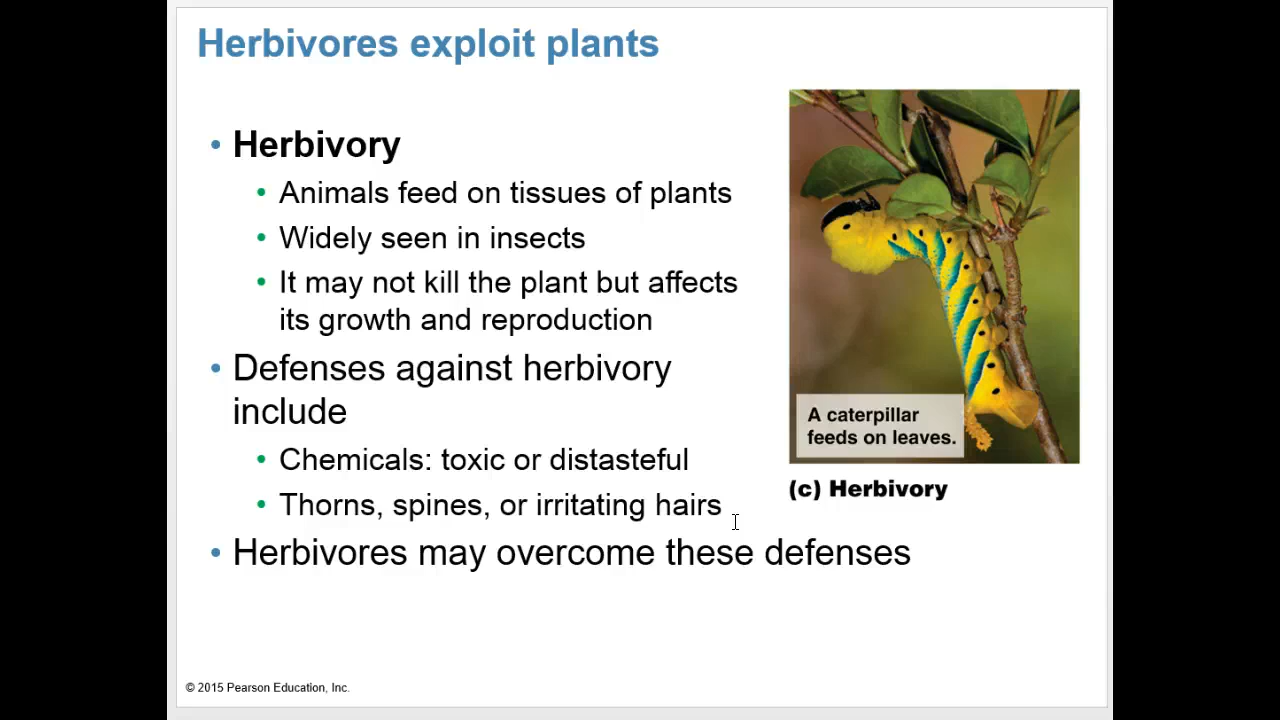 Herbivores exploit plants
• Herbivory
• Animals feed on tissues of plants
• Widely seen in insects
• It may not kill the plant but affects
its growth and reproduction
• Defenses against herbivory
include
• Chemicals: toxic or distasteful
• Thorns, spines, or irritating hairs
• Herbivores may overcome these defenses
A caterpillar
feeds on leaves.
(c) Herbivory
© 2015 Pearson Education, Inc.